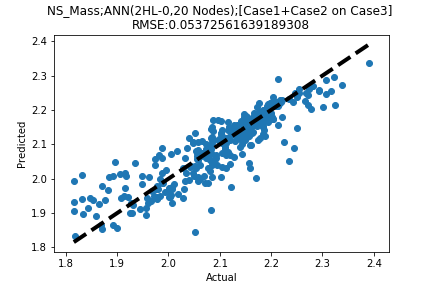 NS_Mass;ANN(2HL-0,20 Nodes);[Case1+Case2 on Case3]
RMSE:0.05372561639189308
2.4
2.3
2.2
2.1
2.0
1.9
1.8
Predicted
1.8 1.9 2.0 2.1 2.2 2.3 2.4
Actual